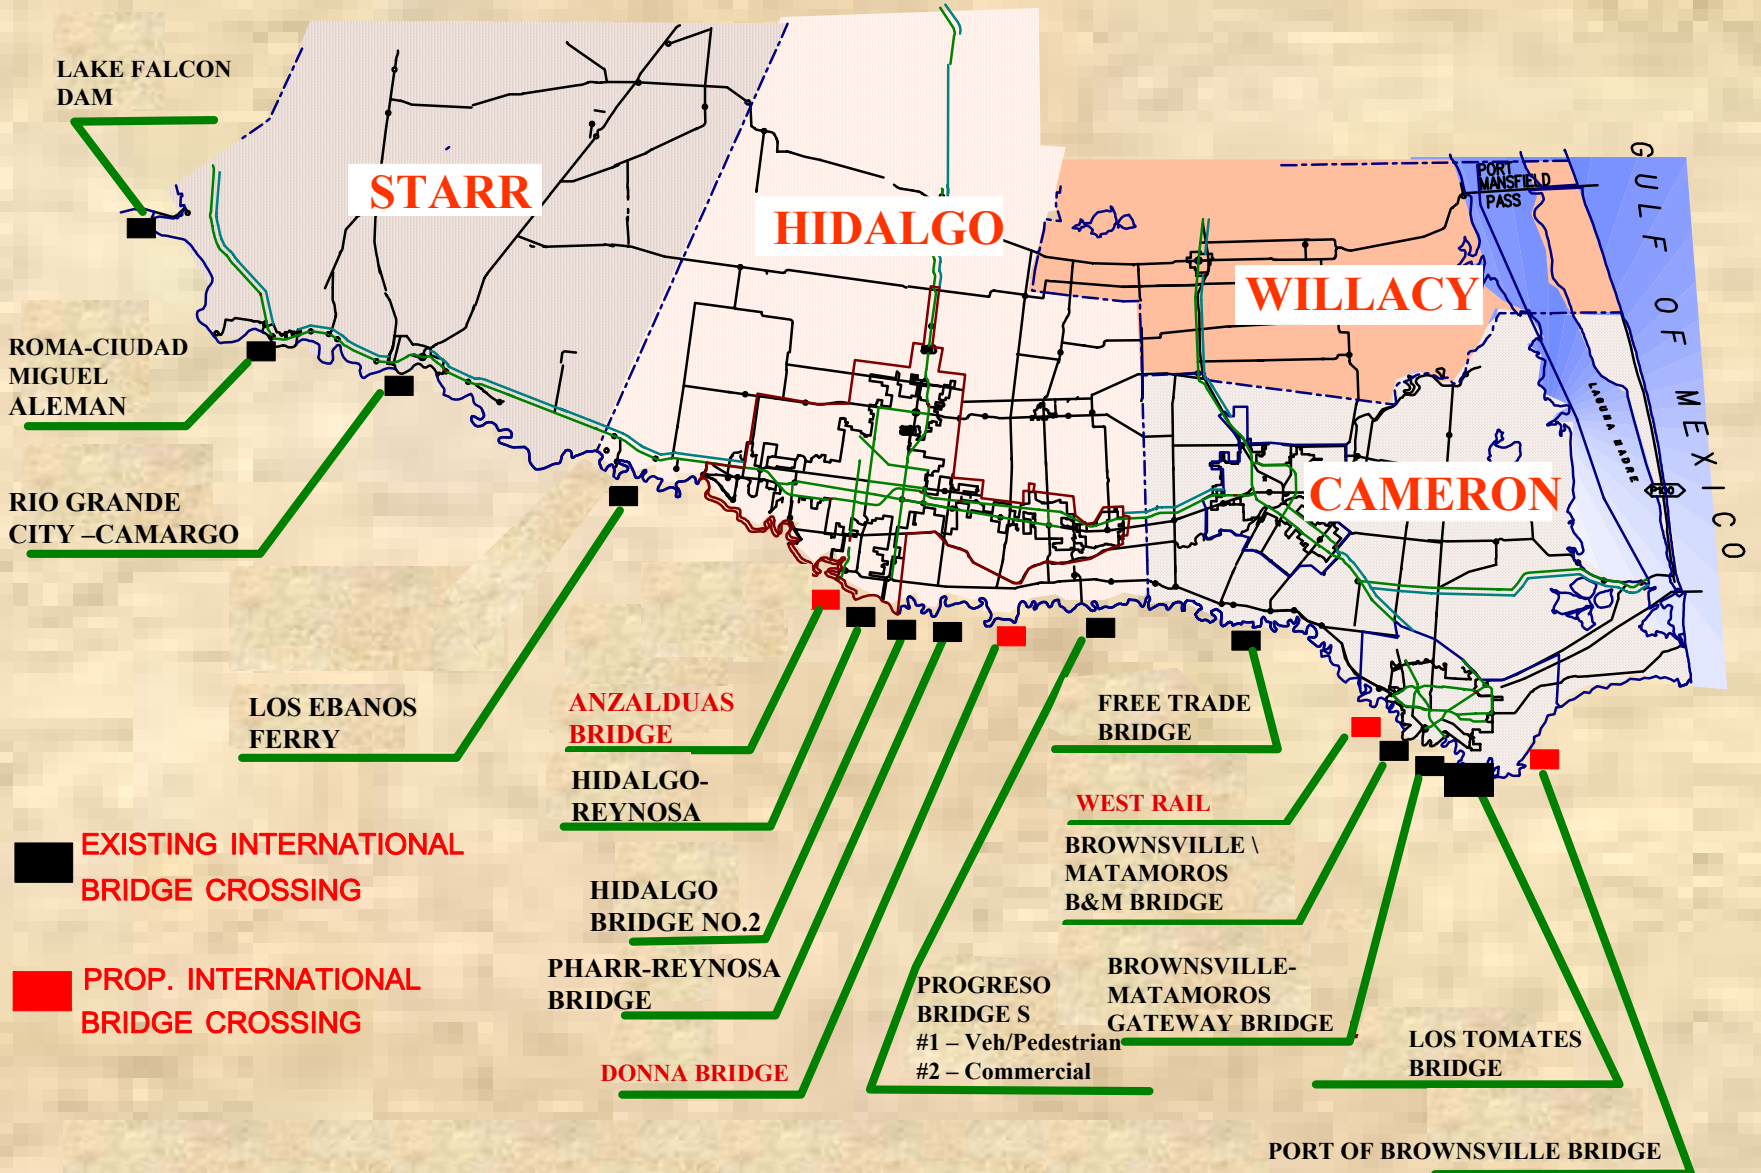 LAKE FALCON
DAM
STARR
HIDALGO
WILLACY
CAMERON
PORT
MANSFIELD
PASS
GULF OF MEXICO
LAGUNA MADRE
P100
ROMA-CIUDAD
MIGUEL
ALEMAN
RIO GRANDE
CITY –CAMARGO
LOS EBANOS
FERRY
ANZALDUAS
BRIDGE
HIDALGO-
REYNOSA
HIDALGO
BRIDGE NO.2
PHARR-REYNOSA
BRIDGE
DONNA BRIDGE
PROGRESO
BRIDGE S
#1 – Veh/Pedestrian
#2 – Commercial
FREE TRADE
BRIDGE
WEST RAIL
BROWNSVILLE \
MATAMOROS
B&M BRIDGE
BROWNSVILLE-
MATAMOROS
GATEWAY BRIDGE
LOS TOMATES
BRIDGE
PORT OF BROWNSVILLE BRIDGE
EXISTING INTERNATIONAL
BRIDGE CROSSING
PROP. INTERNATIONAL
BRIDGE CROSSING